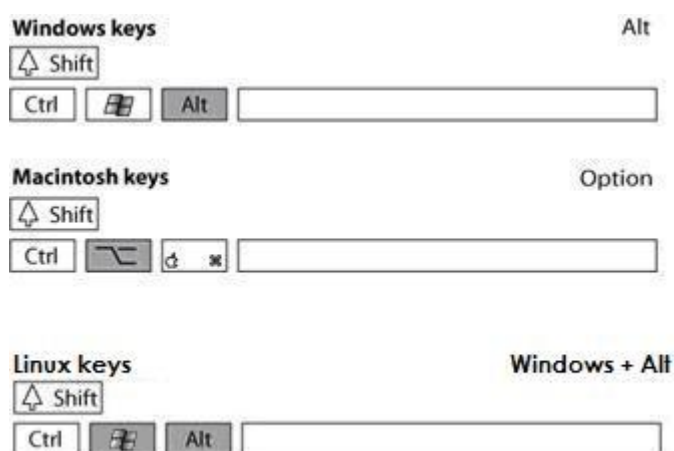 Windows keys Alt
Shift
Ctrl Alt
Macintosh keys Option
Shift
Ctrl ⌥ ⌘
Linux keys Windows + Alt
Shift
Ctrl Alt